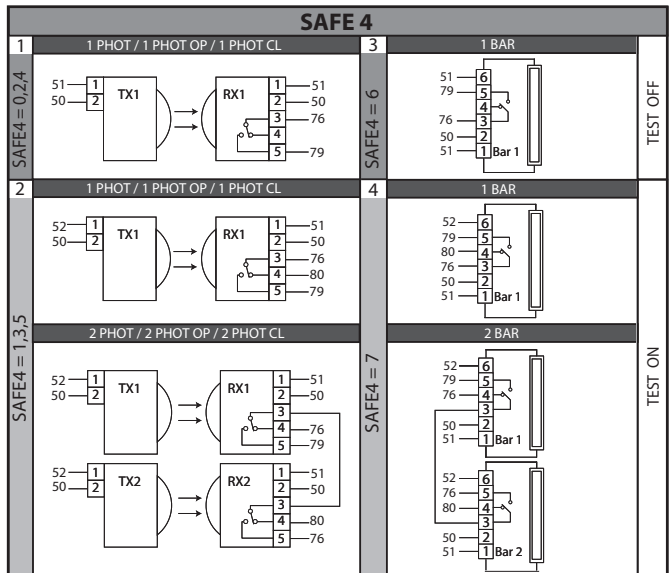 SAFE 4
1
1 PHOT / 1 PHOT OP / 1 PHOT CL
SAFE4 = 0,2,4
51 1
50 2
TX1
RX1
1 51
2 50
3 76
4
5 79
3
1 BAR
SAFE4 = 6
51 6
79 5
4
76 3
50 2
51 1 Bar 1
TEST OFF
2
1 PHOT / 1 PHOT OP / 1 PHOT CL
SAFE4 = 1,3,5
52 1
50 2
TX1
RX1
1 51
2 50
3 76
4 80
5 79
2 PHOT / 2 PHOT OP / 2 PHOT CL
52 1
50 2
TX1
RX1
1 51
2 50
3
4 76
5 79
52 1
50 2
TX2
RX2
1 51
2 50
3
4 80
5 76
4
1 BAR
SAFE4 = 7
52 6
79 5
80 4
76 3
50 2
51 1 Bar 1
2 BAR
52 6
79 5
76 4
3
50 2
51 1 Bar 1
52 6
76 5
80 4
3
50 2
51 1 Bar 2
TEST ON